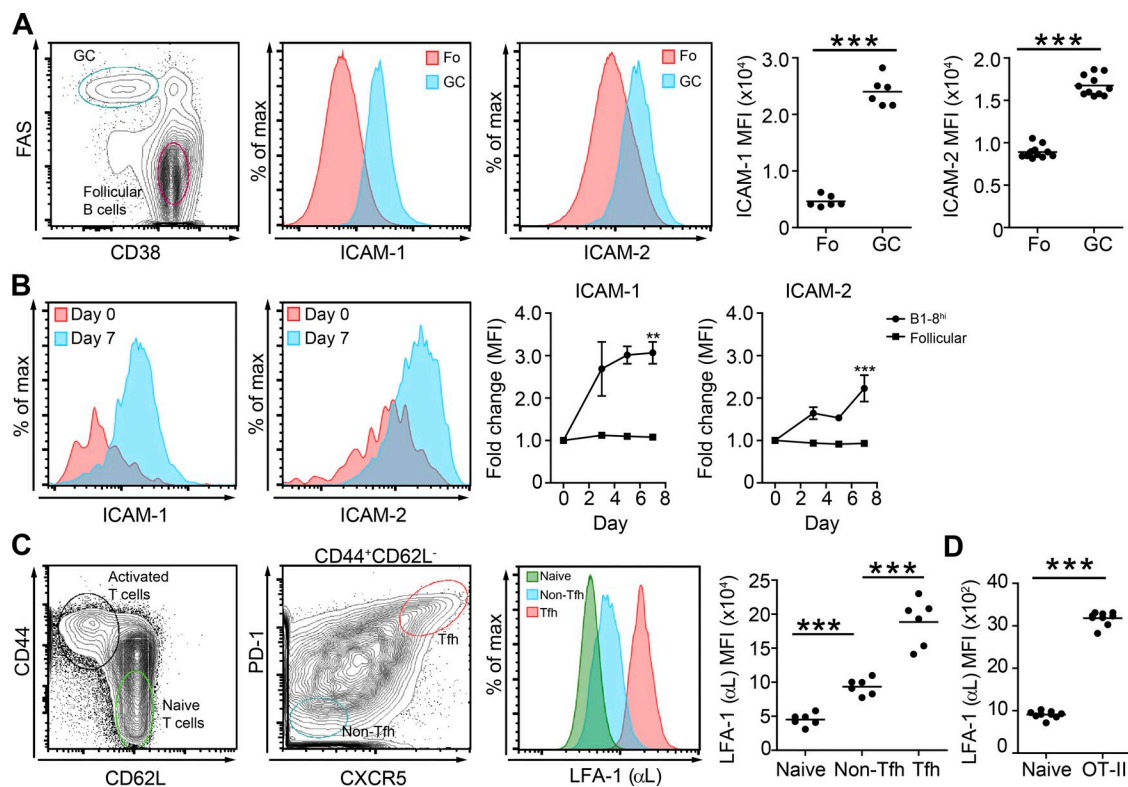 A
GC
FAS
Follicular
B cells
CD38
% of max
Fo
GC
ICAM-1
% of max
Fo
GC
ICAM-2
ICAM-1 MFI (x10⁴)
3.0
2.0
1.0
0
***
Fo GC
ICAM-2 MFI (x10⁴)
2.0
1.5
1.0
0.5
***
Fo GC
B
% of max
Day 0
Day 7
ICAM-1
% of max
Day 0
Day 7
ICAM-2
ICAM-1
Fold change (MFI)
4.0
3.0
2.0
1.0
0
**
0 2 4 6 8
Day
ICAM-2
Fold change (MFI)
4.0
3.0
2.0
1.0
0
***
0 2 4 6 8
Day
B1-8ʰⁱ
Follicular
C
Activated
T cells
CD44
Naive
T cells
CD62L
CD44⁺CD62L⁻
PD-1
Tfh
Non-Tfh
CXCR5
% of max
Naive
Non-Tfh
Tfh
LFA-1 (αL)
LFA-1 (αL) MFI (x10⁴)
25
20
15
10
5
0
***
***
Naive Non-Tfh Tfh
D
LFA-1 (αL) MFI (x10²)
40
30
20
10
0
***
Naive OT-II